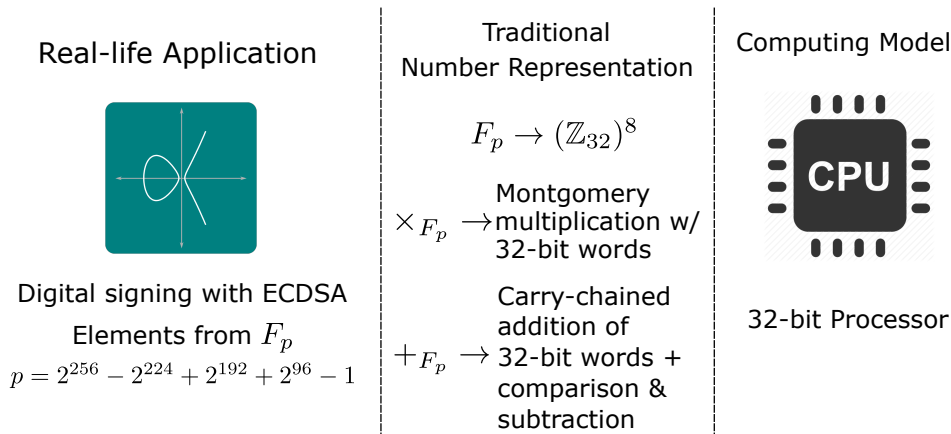 Real-life Application
Digital signing with ECDSA
Elements from F_p
p = 2^256 − 2^224 + 2^192 + 2^96 − 1
Traditional
Number Representation
F_p → (ℤ_32)^8
×_{F_p} → Montgomery
multiplication w/
32-bit words
+_{F_p} → Carry-chained
addition of
32-bit words +
comparison &
subtraction
Computing Model
CPU
32-bit Processor